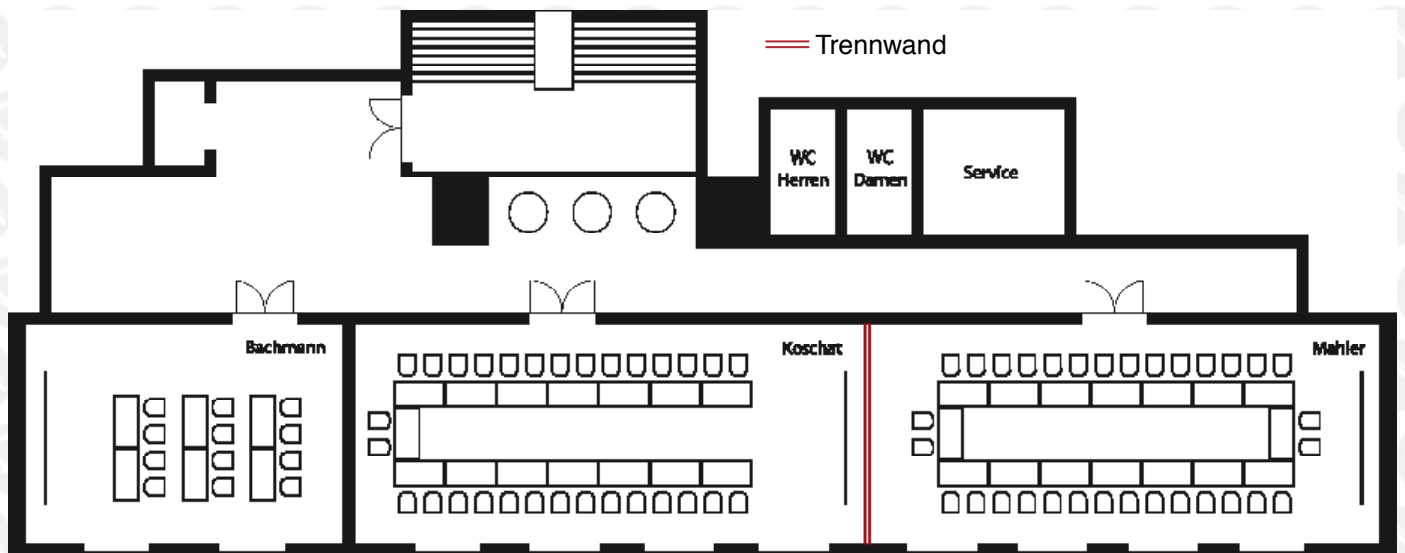 Trennwand
WC
Herren
WC
Damen
Service
Bachmann
Koschat
Mahler